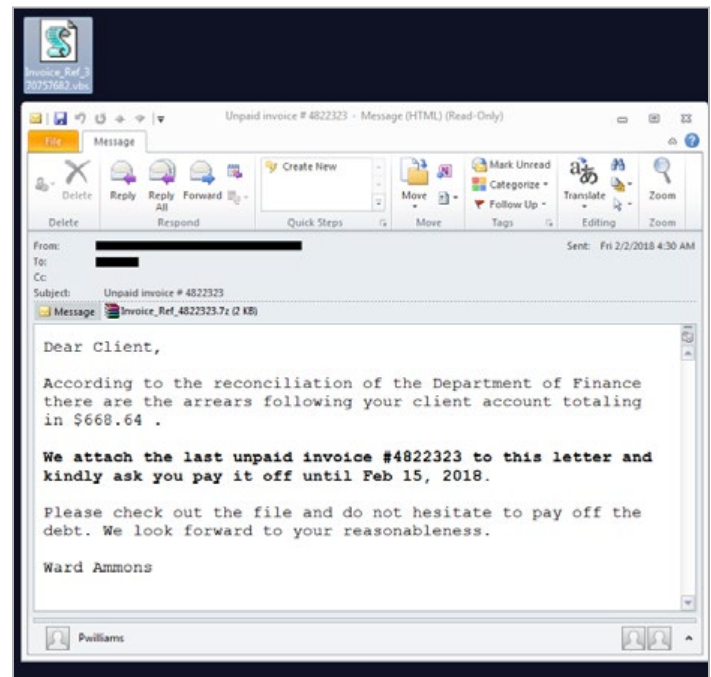 Invoice_Ref_3
70757682.vbs
Unpaid invoice # 4822323 - Message (HTML) (Read-Only)
File Message
Delete Reply Reply All Forward Create New Move Mark Unread Categorize Follow Up Translate Zoom
Delete Respond Quick Steps Move Tags Editing Zoom
From: Sent: Fri 2/2/2018 4:30 AM
To:
Cc:
Subject: Unpaid invoice # 4822323
Message Invoice_Ref_4822323.7z (2 KB)
Dear Client,
According to the reconciliation of the Department of Finance
there are the arrears following your client account totaling
in $668.64 .
We attach the last unpaid invoice #4822323 to this letter and
kindly ask you pay it off until Feb 15, 2018.
Please check out the file and do not hesitate to pay off the
debt. We look forward to your reasonableness.
Ward Ammons
Pwilliams